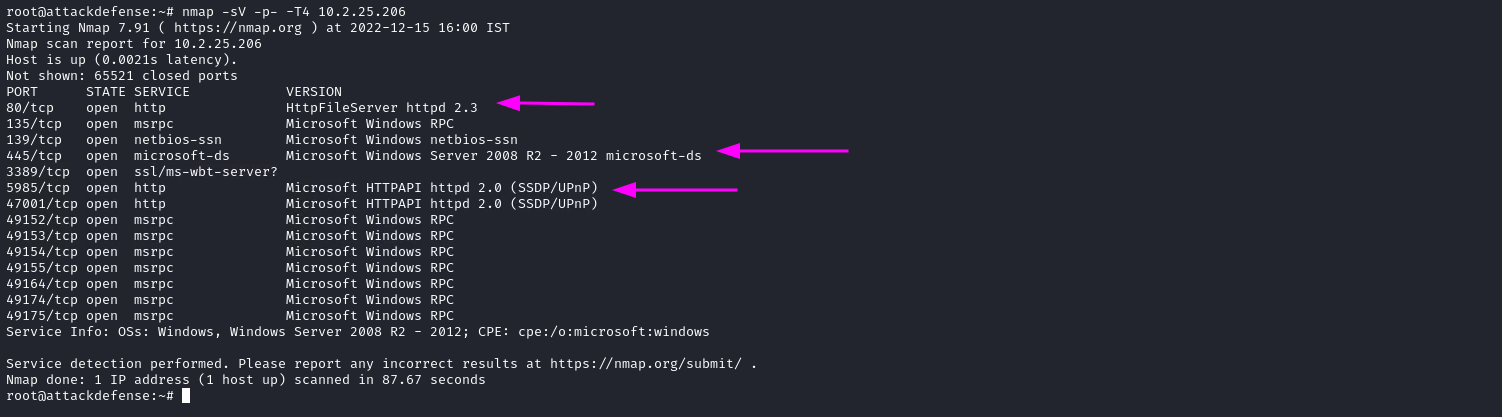 root@attackdefense:~# nmap -sV -p- -T4 10.2.25.206
Starting Nmap 7.91 ( https://nmap.org ) at 2022-12-15 16:00 IST
Nmap scan report for 10.2.25.206
Host is up (0.0021s latency).
Not shown: 65521 closed ports
PORT      STATE SERVICE            VERSION
80/tcp    open  http               HttpFileServer httpd 2.3
135/tcp   open  msrpc              Microsoft Windows RPC
139/tcp   open  netbios-ssn        Microsoft Windows netbios-ssn
445/tcp   open  microsoft-ds       Microsoft Windows Server 2008 R2 - 2012 microsoft-ds
3389/tcp  open  ssl/ms-wbt-server?
5985/tcp  open  http               Microsoft HTTPAPI httpd 2.0 (SSDP/UPnP)
47001/tcp open  http               Microsoft HTTPAPI httpd 2.0 (SSDP/UPnP)
49152/tcp open  msrpc              Microsoft Windows RPC
49153/tcp open  msrpc              Microsoft Windows RPC
49154/tcp open  msrpc              Microsoft Windows RPC
49155/tcp open  msrpc              Microsoft Windows RPC
49164/tcp open  msrpc              Microsoft Windows RPC
49174/tcp open  msrpc              Microsoft Windows RPC
49175/tcp open  msrpc              Microsoft Windows RPC
Service Info: OSs: Windows, Windows Server 2008 R2 - 2012; CPE: cpe:/o:microsoft:windows
Service detection performed. Please report any incorrect results at https://nmap.org/submit/ .
Nmap done: 1 IP address (1 host up) scanned in 87.67 seconds
root@attackdefense:~#